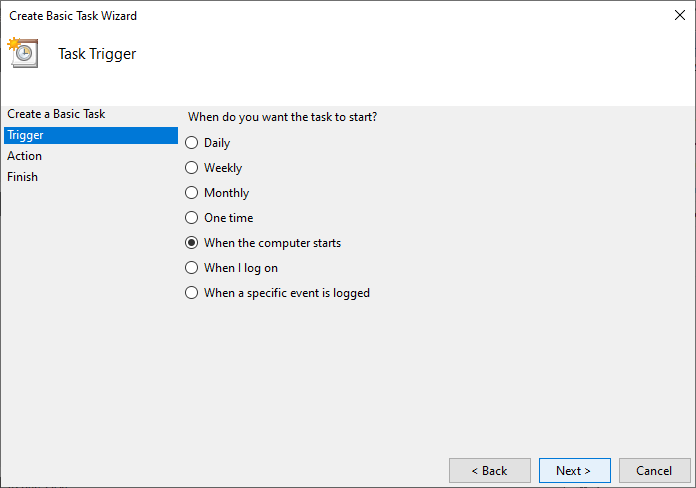 Create Basic Task Wizard
Task Trigger
Create a Basic Task
Trigger
Action
Finish
When do you want the task to start?
Daily
Weekly
Monthly
One time
When the computer starts
When I log on
When a specific event is logged
< Back
Next >
Cancel